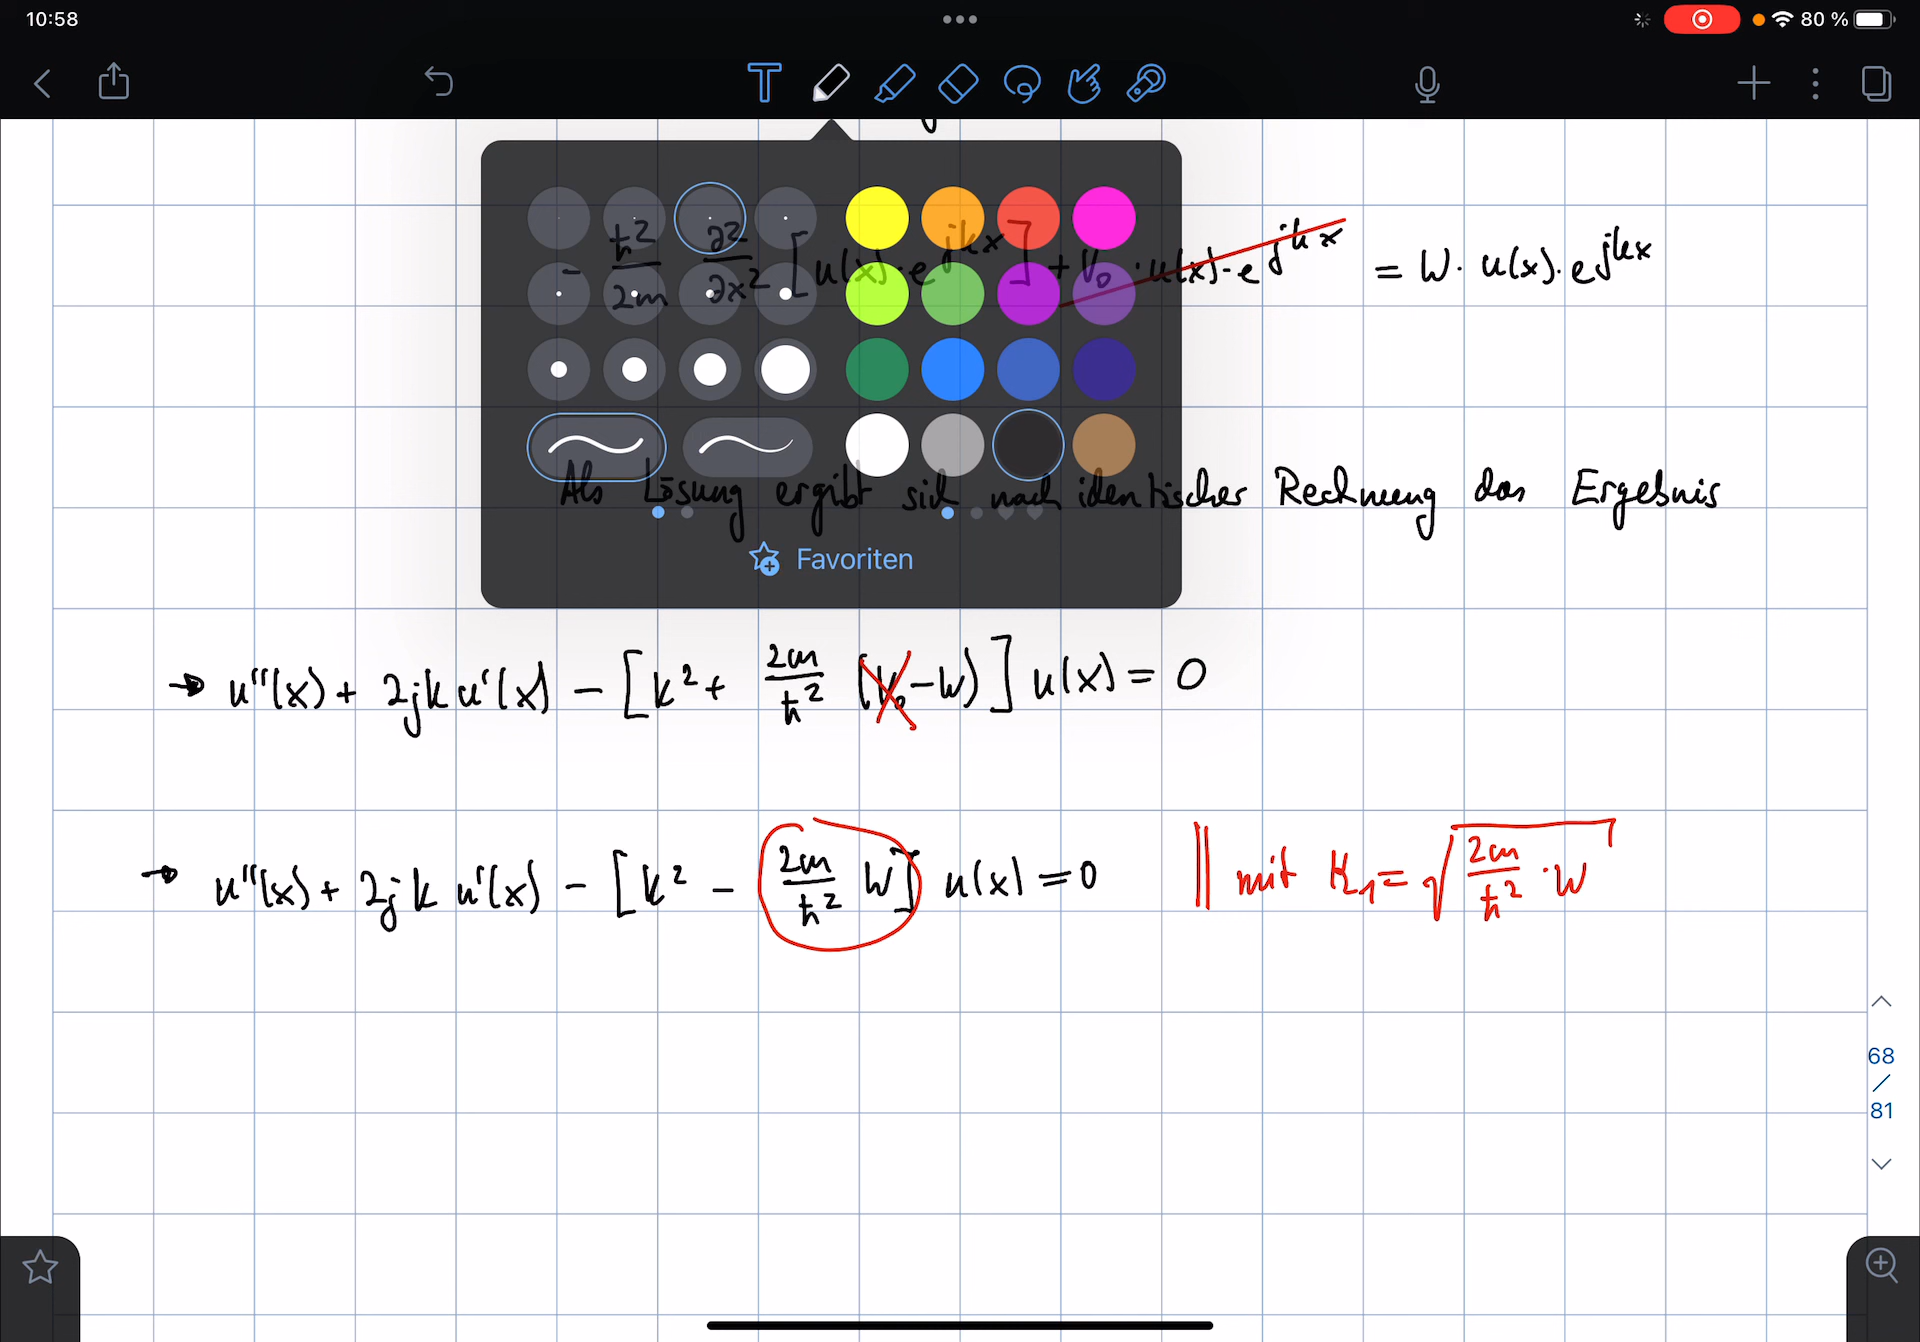 10:58
80 %
T
- ħ²/2m ∂²/∂x² [u(x)·e^jkx] + V₀·u(x)·e^jkx = W· u(x)·e^jkx
Als Lösung ergibt sich nach identischer Rechnung das Ergebnis
Favoriten
→ u''(x) + 2jk u'(x) - [k² + 2m/ħ² (V₀-W)] u(x) = 0
→ u''(x) + 2jk u'(x) - [k² - 2m/ħ² W] u(x) = 0 || mit K₁ = √(2m/ħ² · W)
68
/
81